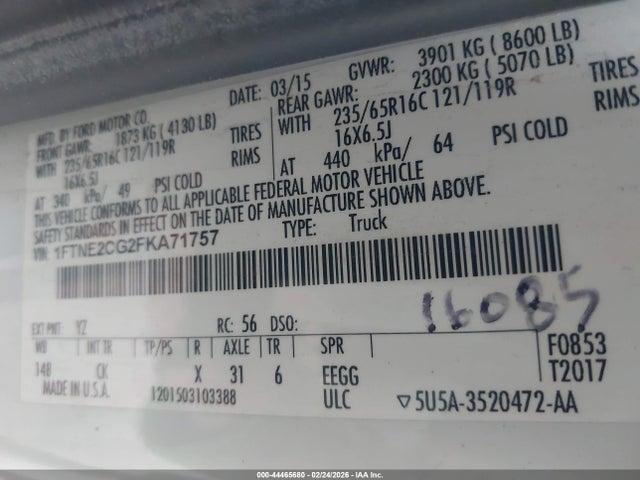 MFD. BY FORD MOTOR CO.
DATE: 03/15
GVWR: 3901 KG ( 8600 LB)
FRONT GAWR: 1873 KG ( 4130 LB)
REAR GAWR: 2300 KG ( 5070 LB)
WITH 235/65R16C 121/119R TIRES
WITH 235/65R16C 121/119R TIRES
16X6.5J RIMS
16X6.5J RIMS
AT 340 kPa/ 49 PSI COLD
AT 440 kPa/ 64 PSI COLD
THIS VEHICLE CONFORMS TO ALL APPLICABLE FEDERAL MOTOR VEHICLE
SAFETY STANDARDS IN EFFECT ON THE DATE OF MANUFACTURE SHOWN ABOVE.
VIN: 1FTNE2CG2FKA71757
TYPE: Truck
16085
EXT PNT: YZ RC: 56 DSO:
WB INT TR TP/PS R AXLE TR SPR
F0853
148 CK X 31 6 EEGG
T2017
MADE IN U.S.A. 1201503103388 ULC
▽5U5A-3520472-AA
000-44465680 - 02/24/2026 - IAA Inc.